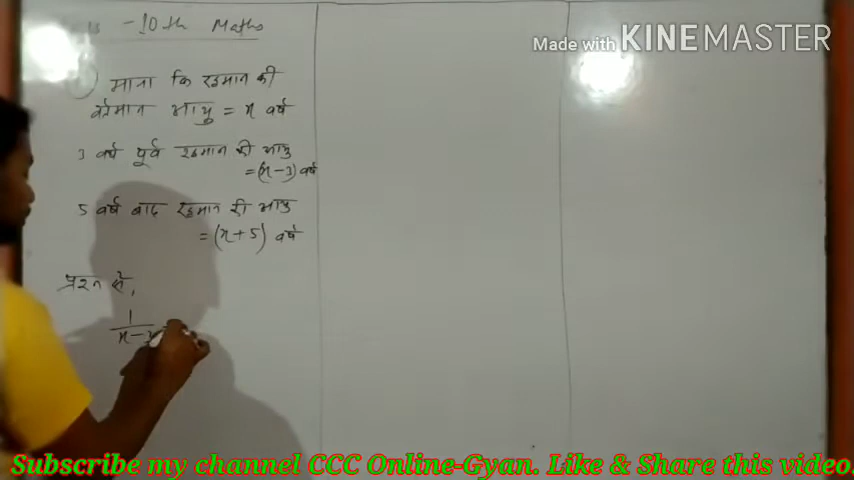 -10th Maths
Made with KINEMASTER
माना कि रहमान की
वर्तमान आयु = x वर्ष
3 वर्ष पूर्व रहमान की आयु
=(x-3) वर्ष
5 वर्ष बाद रहमान की आयु
=(x+5) वर्ष
प्रश्न से,
1
x-3
Subscribe my channel CCC Online-Gyan. Like & Share this video.